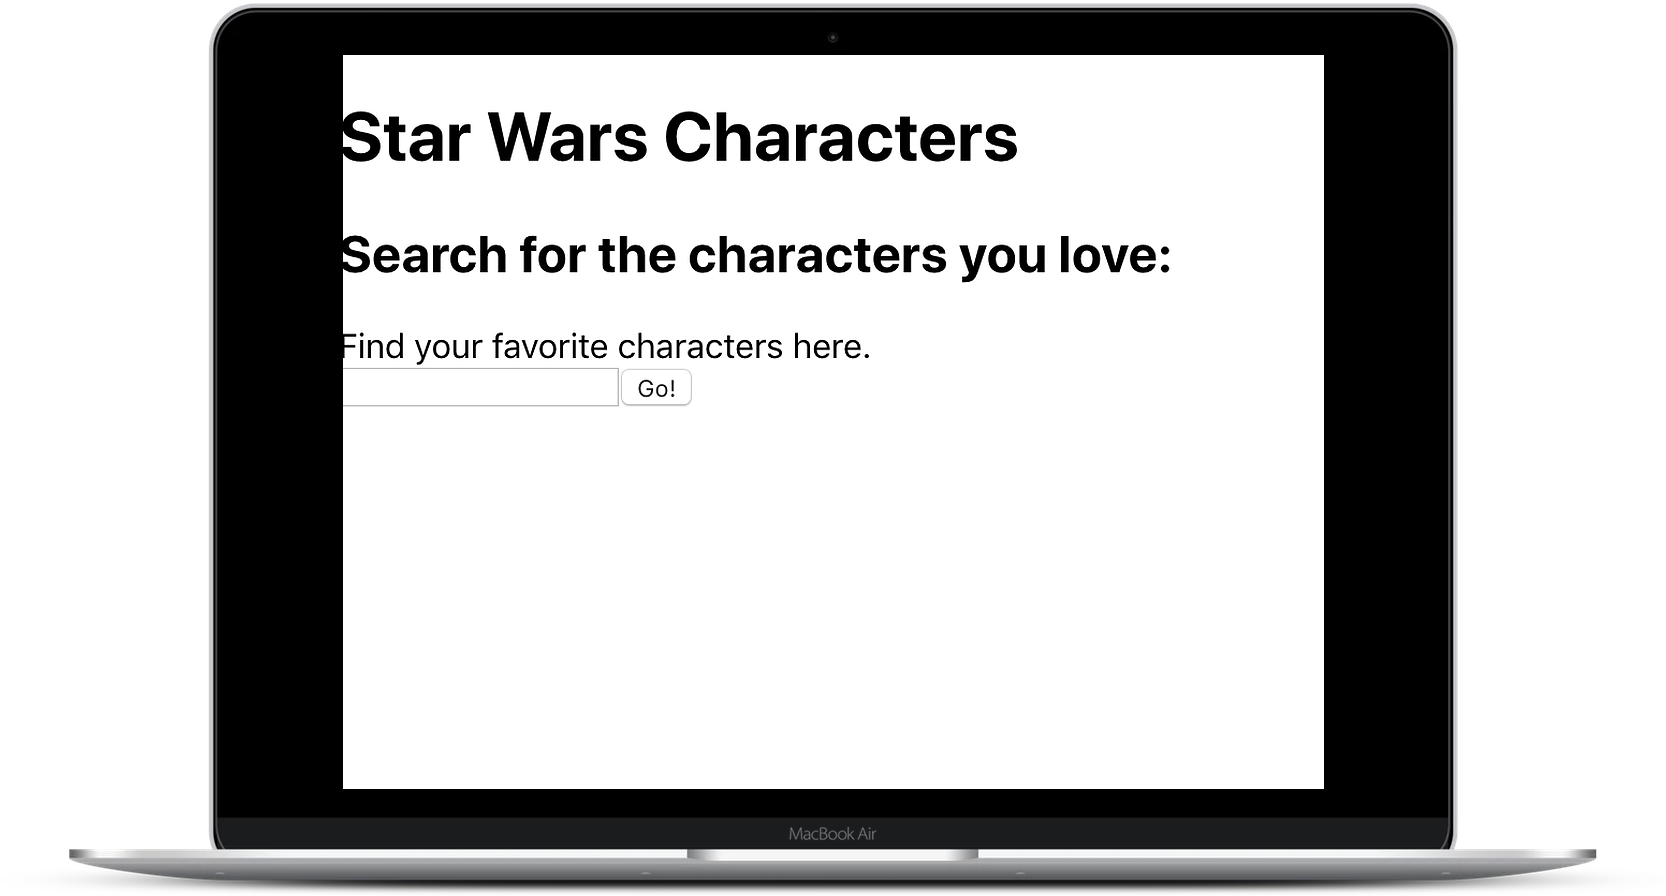 Star Wars Characters
Search for the characters you love:
Find your favorite characters here.
Go!
MacBook Air